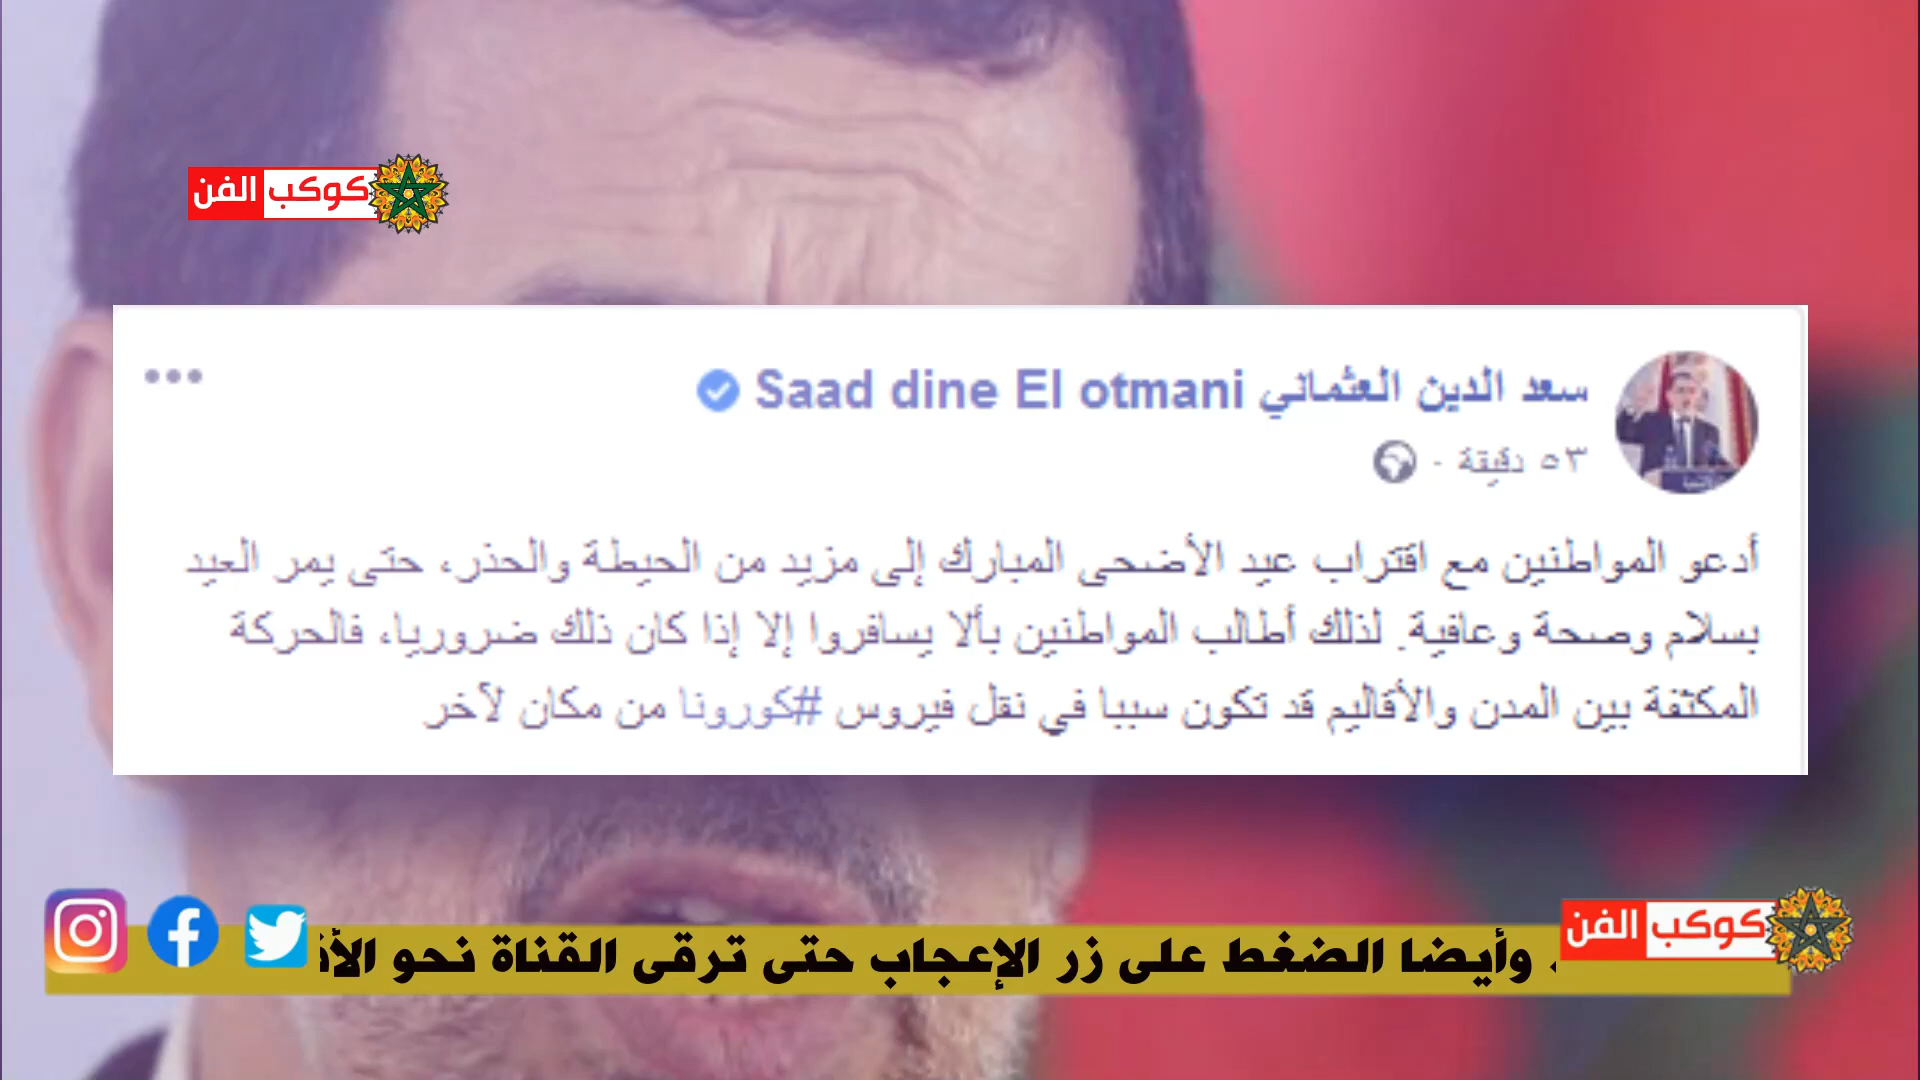 كوكب الفن
سعد الدين العثماني Saad dine El otmani
٥٣ دقيقة ·
أدعو المواطنين مع اقتراب عيد الأضحى المبارك إلى مزيد من الحيطة والحذر، حتى يمر العيد
بسلام وصحة وعافية. لذلك أطالب المواطنين بألا يسافروا إلا إذا كان ذلك ضروريا، فالحركة
المكثفة بين المدن والأقاليم قد تكون سببا في نقل فيروس #كورونا من مكان لآخر
كوكب الفن
وأيضا الضغط على زر الإعجاب حتى ترقى القناة نحو